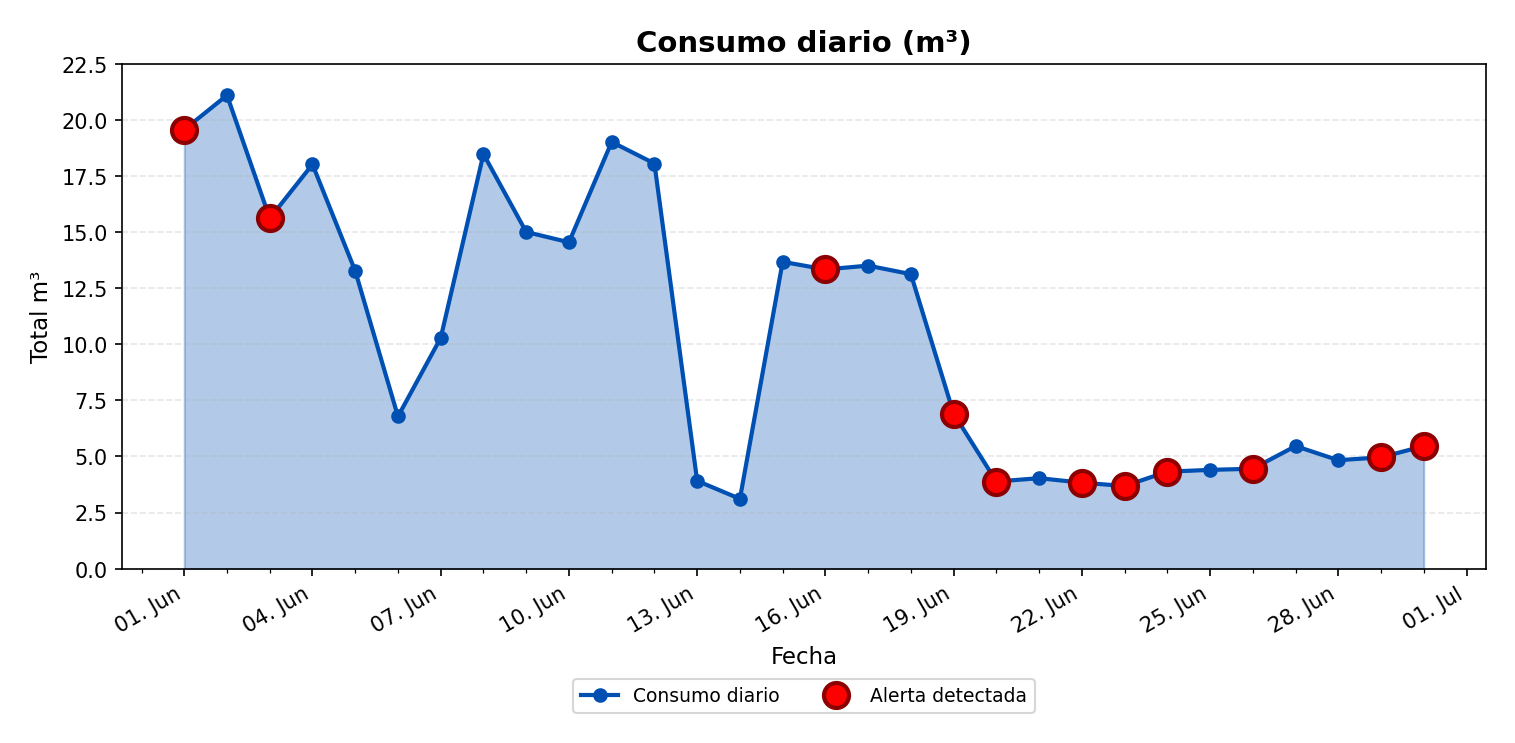 Consumo diario (m³)
22.5
20.0
17.5
15.0
12.5
10.0
7.5
5.0
2.5
0.0
Total m³
01. Jun
04. Jun
07. Jun
10. Jun
13. Jun
16. Jun
19. Jun
22. Jun
25. Jun
28. Jun
01. Jul
Fecha
Consumo diario
Alerta detectada